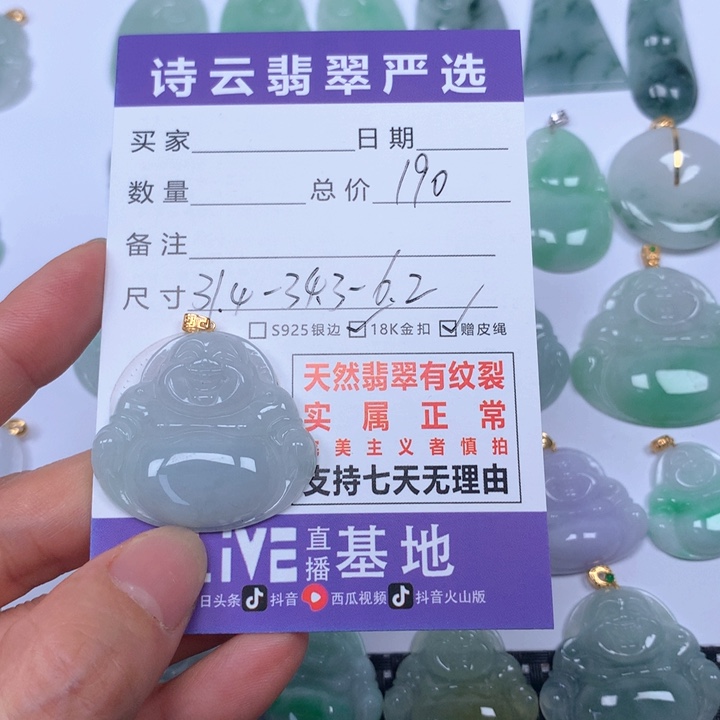 诗云翡翠严选
买家 日期
数量 总价 190
备注
尺寸 31.4-34.3-6.2
S925银边 18K金扣 赠皮绳
天然翡翠有纹裂
实属正常
美主义者慎拍
支持七天无理由
LiVE 直播 基地
日头条 抖音 西瓜视频 抖音火山版